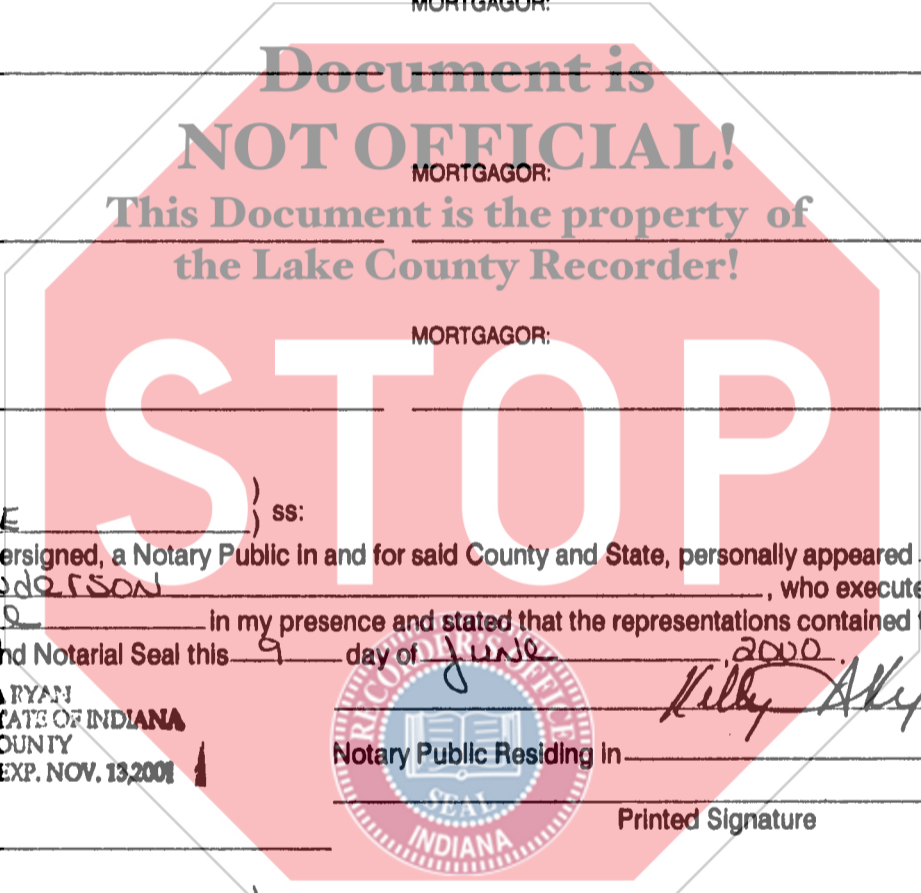 MORTGAGOR:
Document is
NOT OFFICIAL!
MORTGAGOR:
This Document is the property of
the Lake County Recorder!
MORTGAGOR:
STOP
E
) ss:
)
ersigned, a Notary Public in and for said County and State, personally appeared
derson, who execute
in my presence and stated that the representations contained
nd Notarial Seal this 9 day of June, 2000.
RYAN
TATE OF INDIANA
OUNTY
EXP. NOV. 13,2001
Kelly A Ry
RECORDER'S OFFICE
SEAL
INDIANA
Notary Public Residing in
Printed Signature